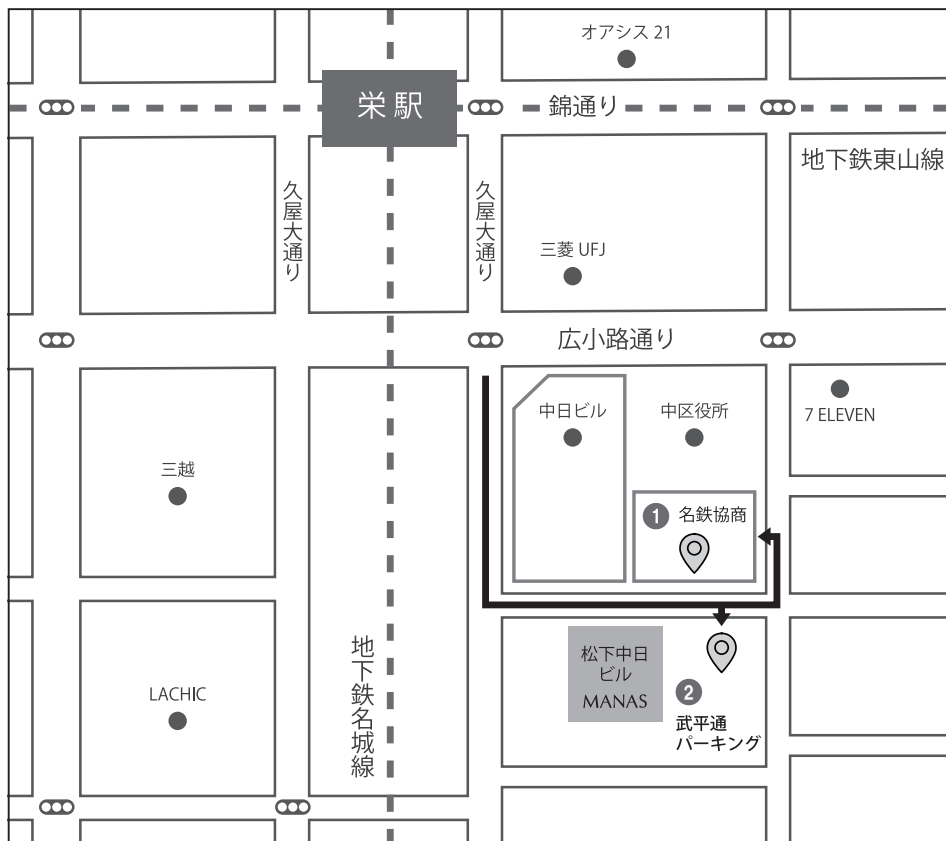 オアシス 21
栄 駅
錦通り
地下鉄東山線
久屋大通り
久屋大通り
三菱 UFJ
広小路通り
中日ビル
中区役所
7 ELEVEN
三越
1 名鉄協商
地下鉄名城線
松下中日
ビル
MANAS
LACHIC
2
武平通
パーキング